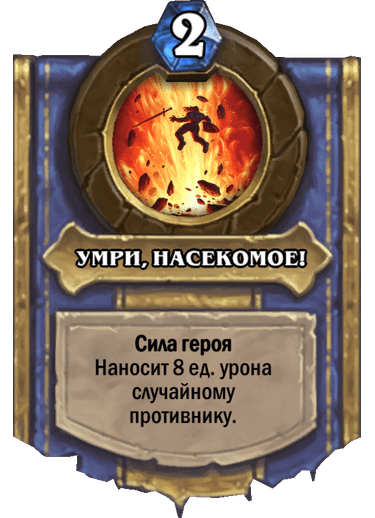 2
УМРИ, НАСЕКОМОЕ!
Сила героя
Наносит 8 ед. урона
случайному
противнику.